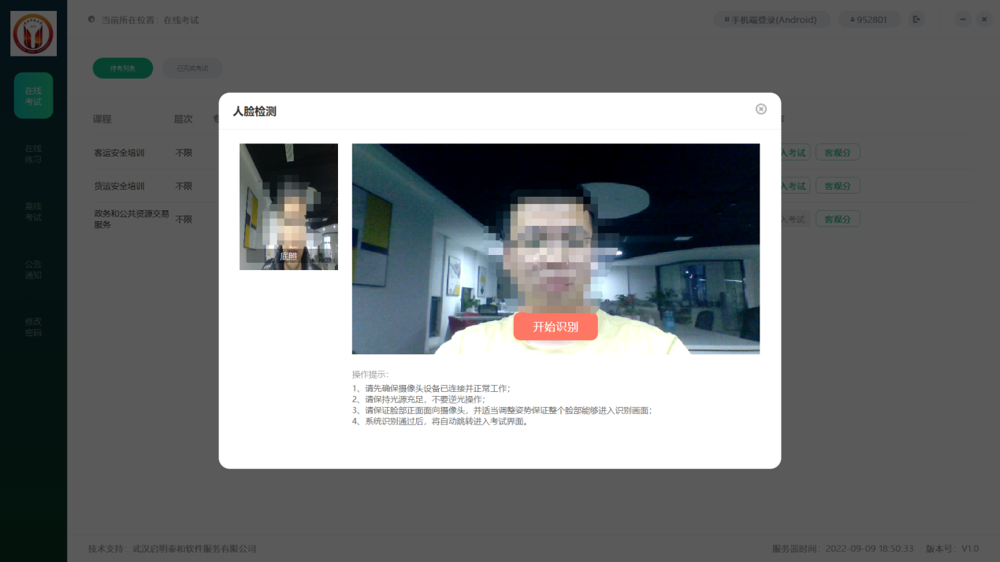 当前所在位置：在线考试
手机端登录(Android)
952801
在线
考试
待考列表
已完成考试
人脸检测
课程
层次
在线
练习
客运安全培训
不限
入考试
客观分
货运安全培训
不限
入考试
客观分
离线
考试
政务和公共资源交易
服务
不限
入考试
客观分
底照
公告
通知
修改
密码
开始识别
操作提示：
1、请先确保摄像头设备已连接并正常工作；
2、请保持光源充足，不要逆光操作；
3、请保证脸部正面面向摄像头，并适当调整姿势保证整个脸部能够进入识别画面；
4、系统识别通过后，将自动跳转进入考试界面。
技术支持：武汉启明泰和软件服务有限公司
服务器时间：2022-09-09 18:50:33
版本号：V1.0